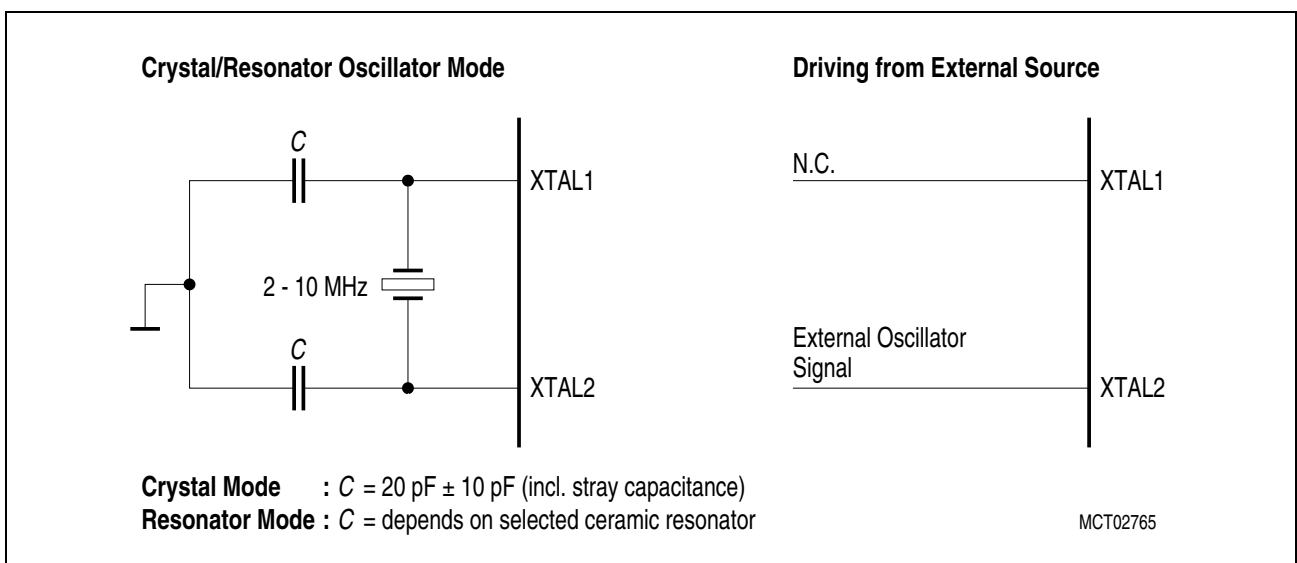 Crystal/Resonator Oscillator Mode
C
XTAL1
2 - 10 MHz
C
XTAL2
Driving from External Source
N.C.
XTAL1
External Oscillator
Signal
XTAL2
Crystal Mode : C = 20 pF ± 10 pF (incl. stray capacitance)
Resonator Mode : C = depends on selected ceramic resonator
MCT02765